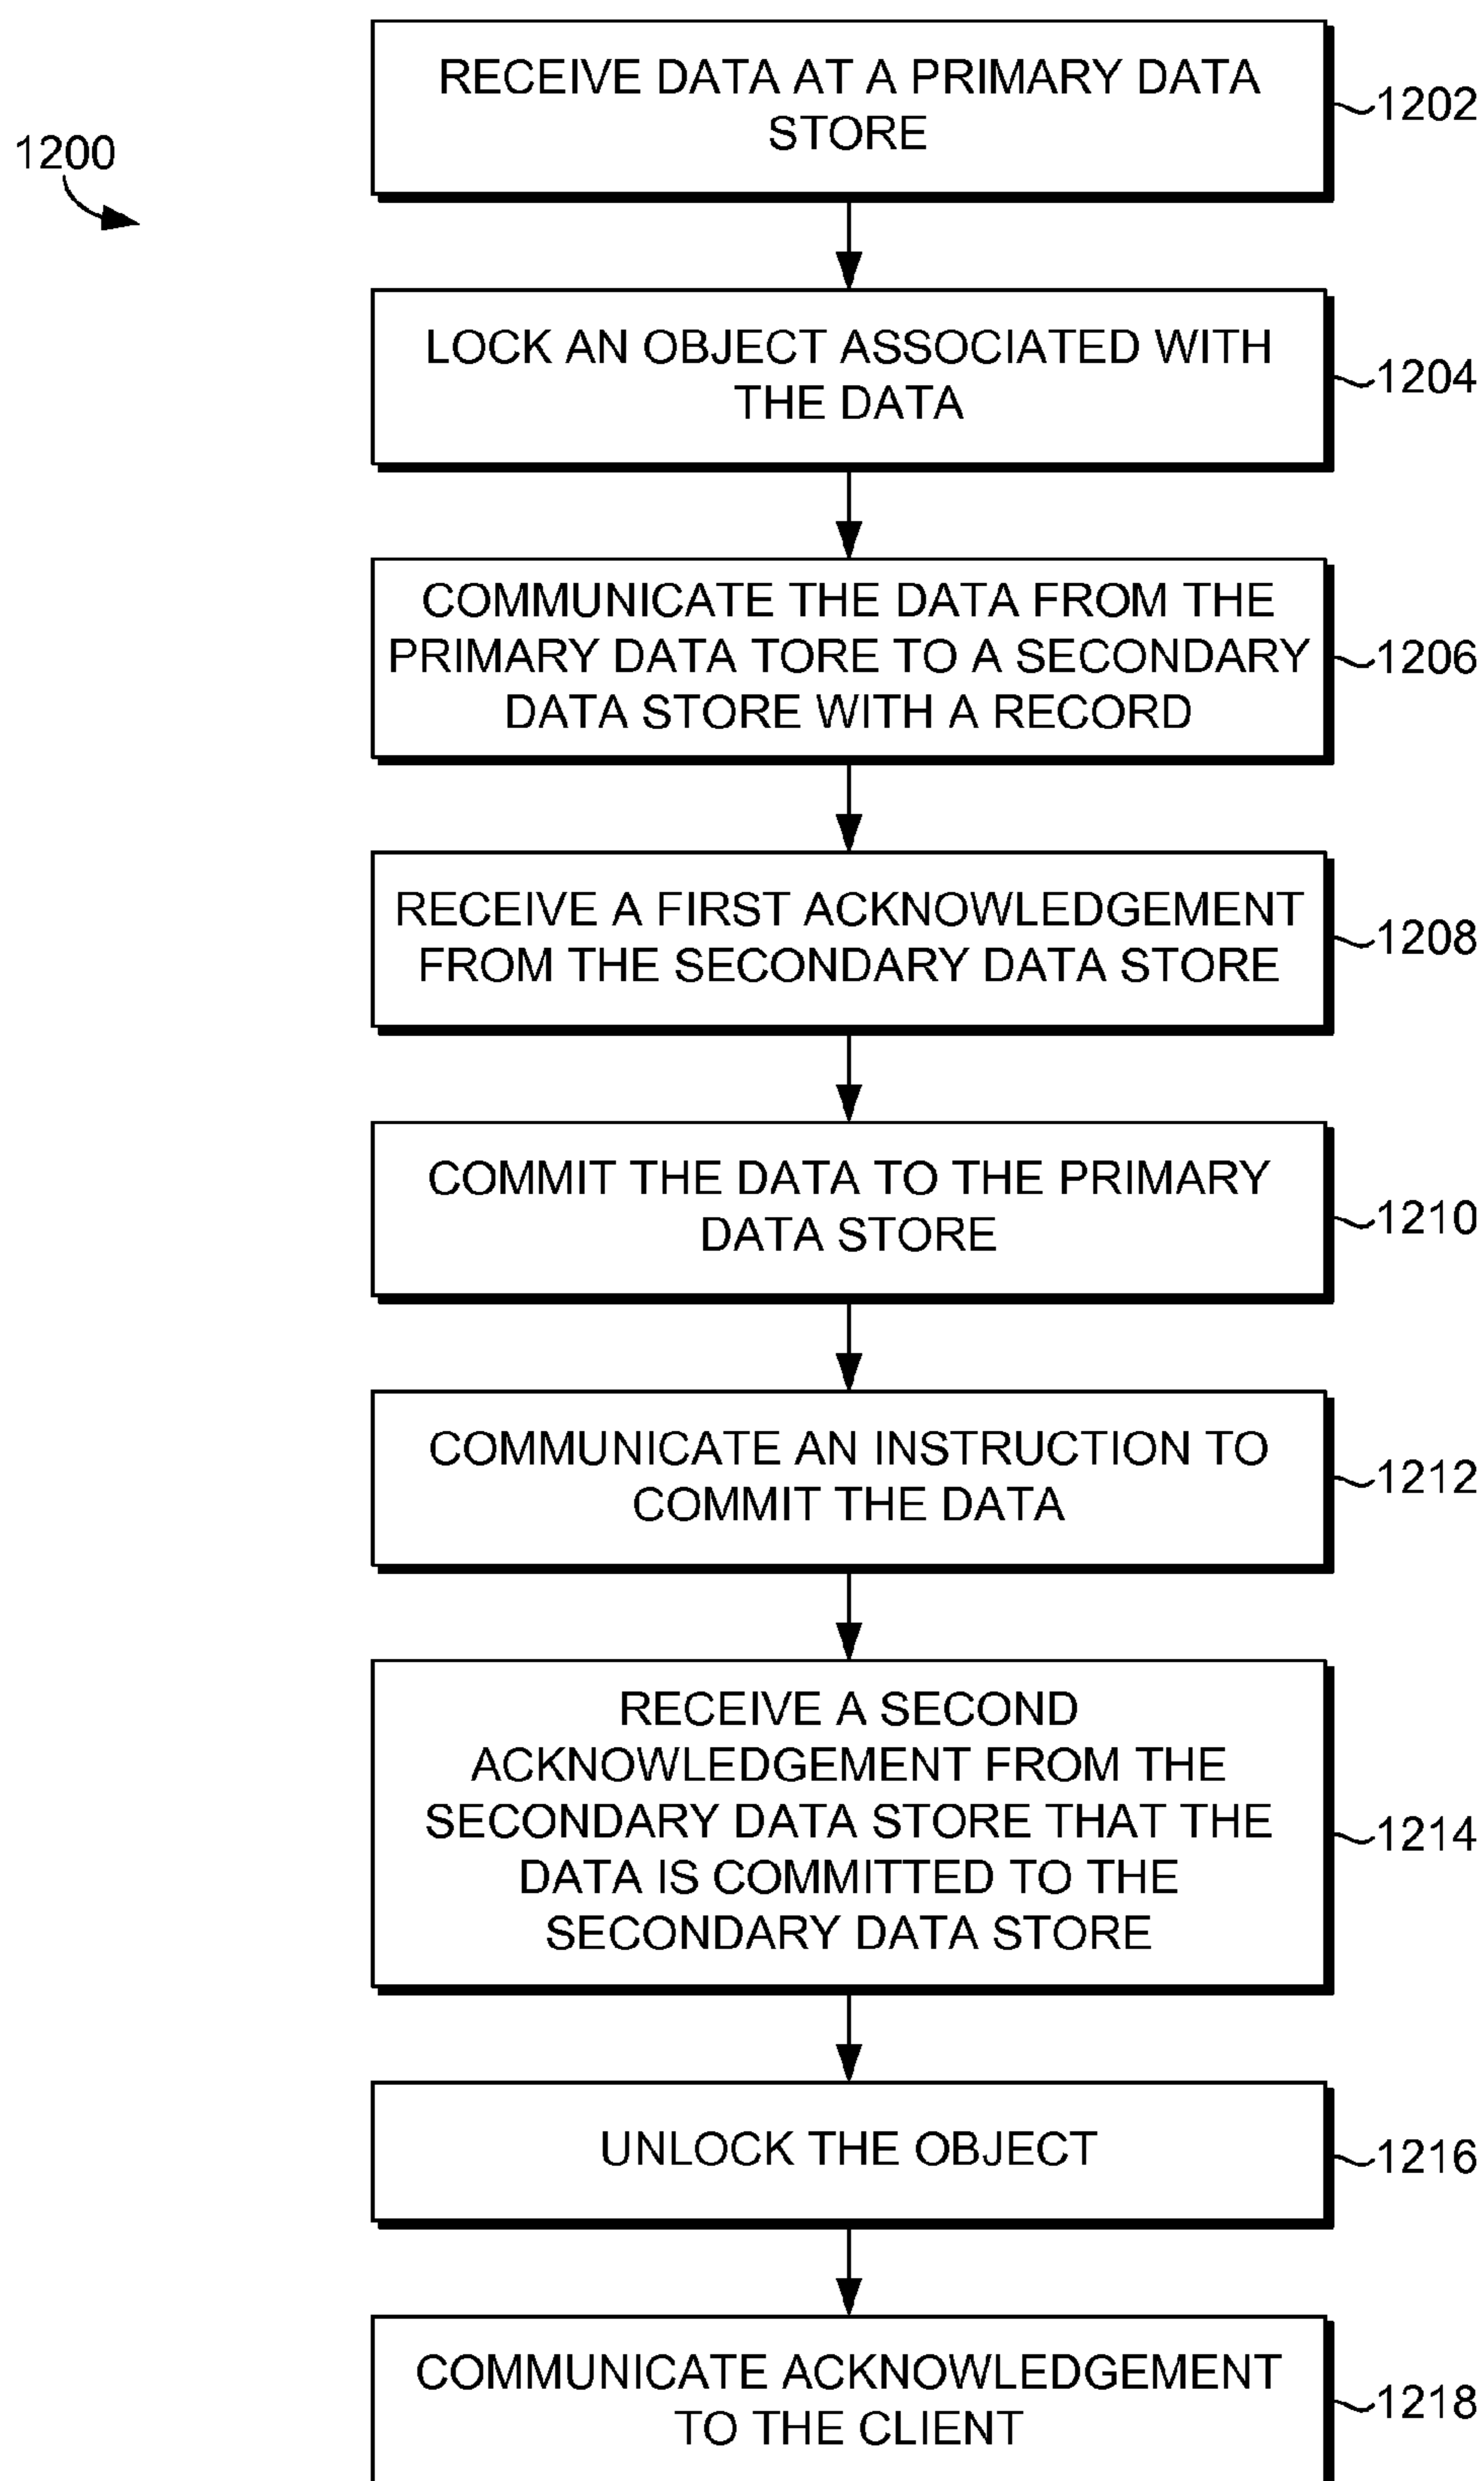 1200
RECEIVE DATA AT A PRIMARY DATA
STORE
1202
LOCK AN OBJECT ASSOCIATED WITH
THE DATA
1204
COMMUNICATE THE DATA FROM THE
PRIMARY DATA TORE TO A SECONDARY
DATA STORE WITH A RECORD
1206
RECEIVE A FIRST ACKNOWLEDGEMENT
FROM THE SECONDARY DATA STORE
1208
COMMIT THE DATA TO THE PRIMARY
DATA STORE
1210
COMMUNICATE AN INSTRUCTION TO
COMMIT THE DATA
1212
RECEIVE A SECOND
ACKNOWLEDGEMENT FROM THE
SECONDARY DATA STORE THAT THE
DATA IS COMMITTED TO THE
SECONDARY DATA STORE
1214
UNLOCK THE OBJECT
1216
COMMUNICATE ACKNOWLEDGEMENT
TO THE CLIENT
1218